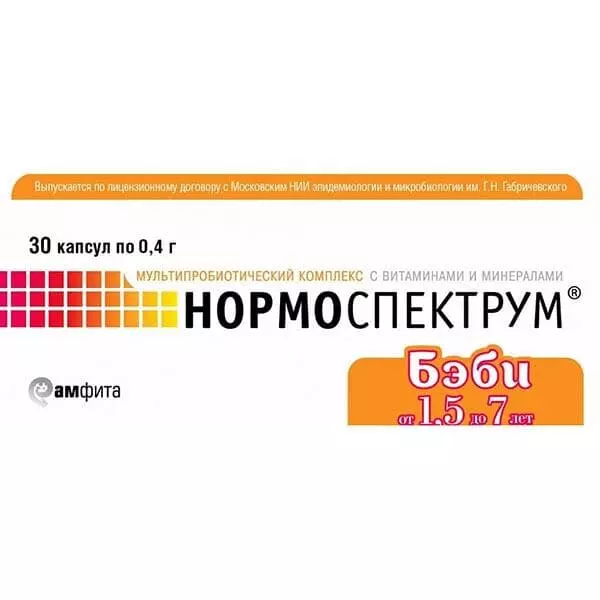 Выпускается по лицензионному договору с Московским НИИ эпидемиологии и микробиологии им. Г.Н. Габричевского
30 капсул по 0,4 г
МУЛЬТИПРОБИОТИЧЕСКИЙ КОМПЛЕКС С ВИТАМИНАМИ И МИНЕРАЛАМИ
НОРМОСПЕКТРУМ®
Бэби
от 1,5 до 7 лет
амфита